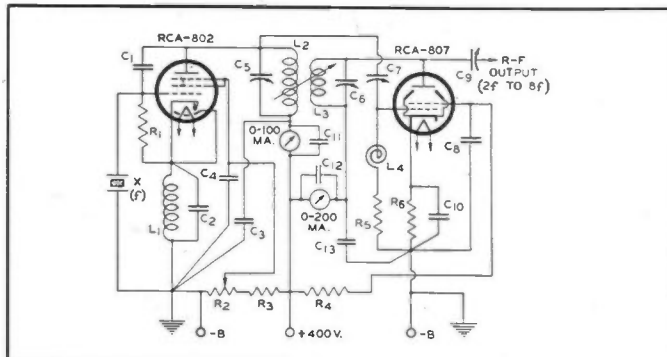 RCA-802
RCA-807
C1
C5
L2
C7
C9
R-F
OUTPUT
(2f TO 8f)
L3
C6
R1
0-100
MA.
C11
C8
X
(f)
C4
C12
L4
L1
C2
C3
0-200
MA.
R5
R6
C10
C13
R2
R3
R4
-B
+400V.
-B